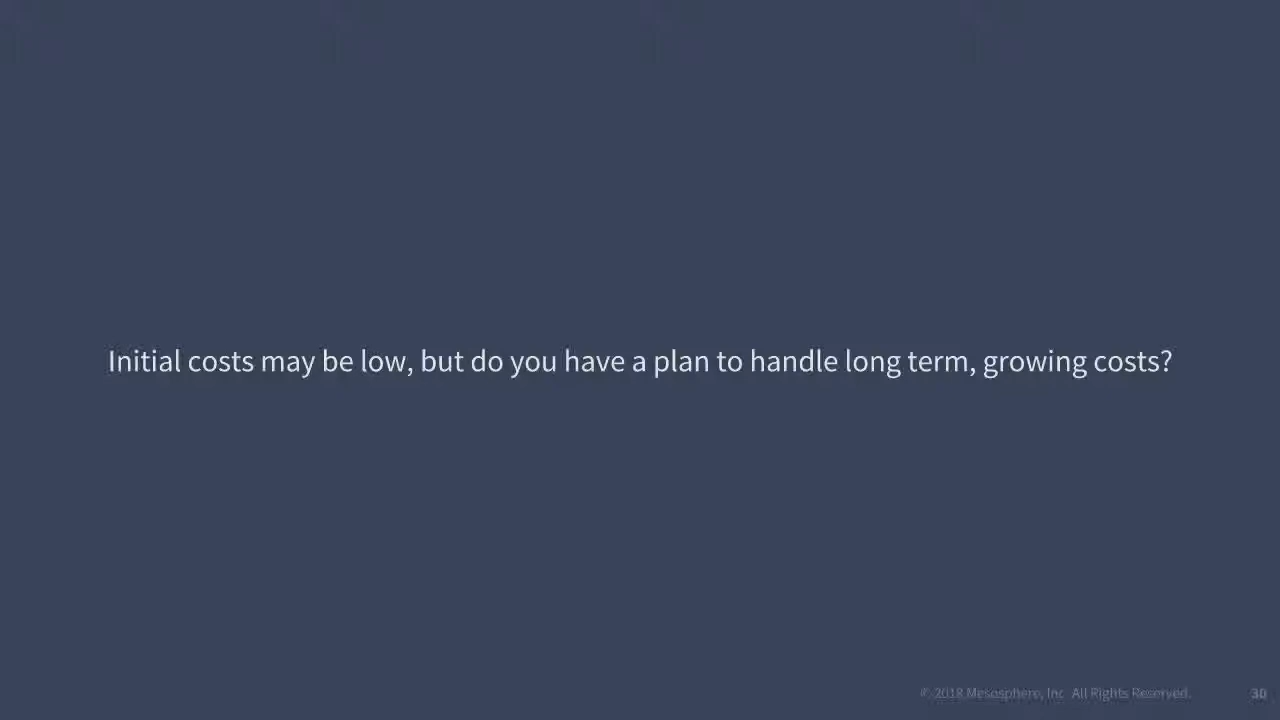 Initial costs may be low, but do you have a plan to handle long term, growing costs?
© 2018 Mesosphere, Inc. All Rights Reserved.
30